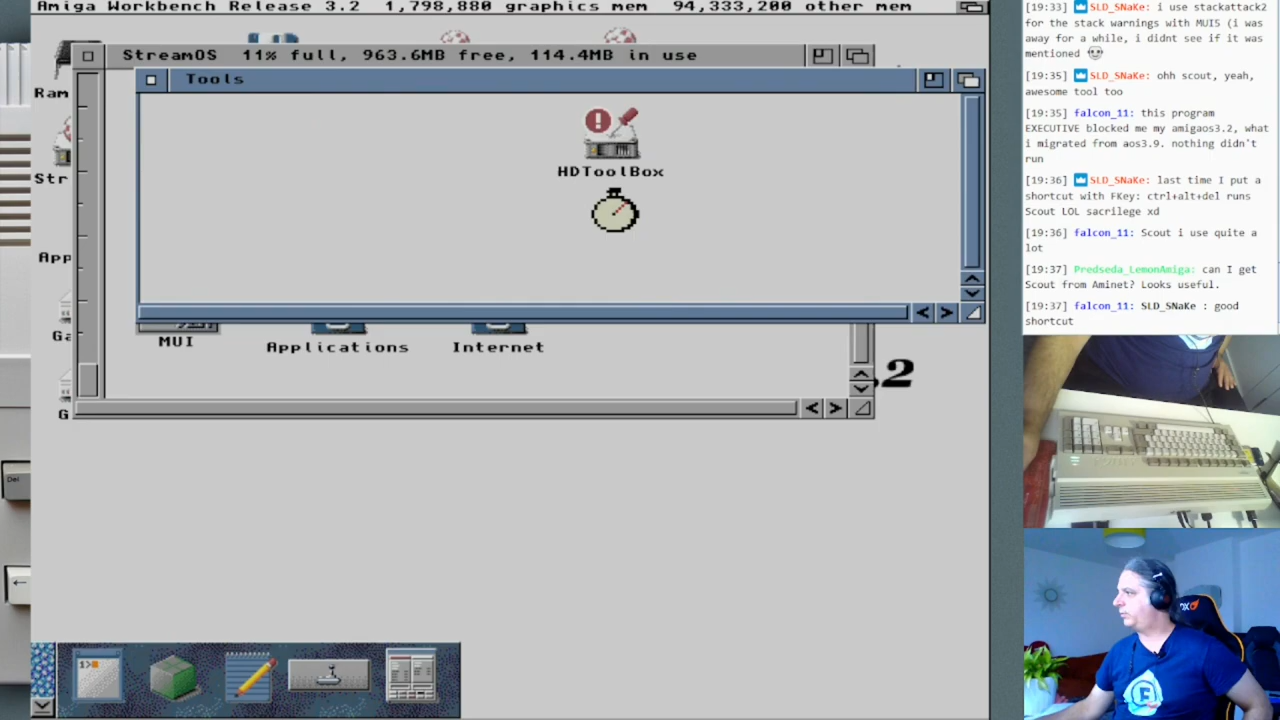 Amiga Workbench Release 3.2 1,798,880 graphics mem 94,333,200 other mem
StreamOS 11% full, 963.6MB free, 114.4MB in use
Tools
Ram
HDToolBox
Str
App
Ga
MUI
Applications
Internet
.2
G
1>
Del
[19:33] SLD_SNaKe: i use stackattack2
for the stack warnings with MUI5 (i was
away for a while, i didnt see if it was
mentioned
[19:35] SLD_SNaKe: ohh scout, yeah,
awesome tool too
[19:35] falcon_11: this program
EXECUTIVE blocked me my amigaos3.2, what
i migrated from aos3.9. nothing didn't
run
[19:36] SLD_SNaKe: last time I put a
shortcut with FKey: ctrl+alt+del runs
Scout LOL sacrilege xd
[19:36] falcon_11: Scout i use quite a
lot
[19:37] Predseda_LemonAmiga: can I get
Scout from Aminet? Looks useful.
[19:37] falcon_11: SLD_SNaKe : good
shortcut